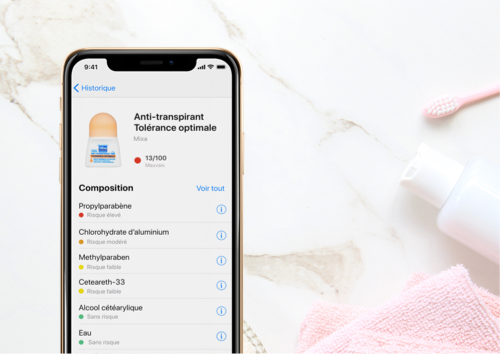 9:41
Historique
Anti-transpirant
Tolérance optimale
Mixa
13/100
Mauvais
Composition
Voir tout
Propylparabène
Risque élevé
Chlorohydrate d'aluminium
Risque modéré
Methylparaben
Risque faible
Ceteareth-33
Risque faible
Alcool cétéarylique
Sans risque
Eau
Sans risque